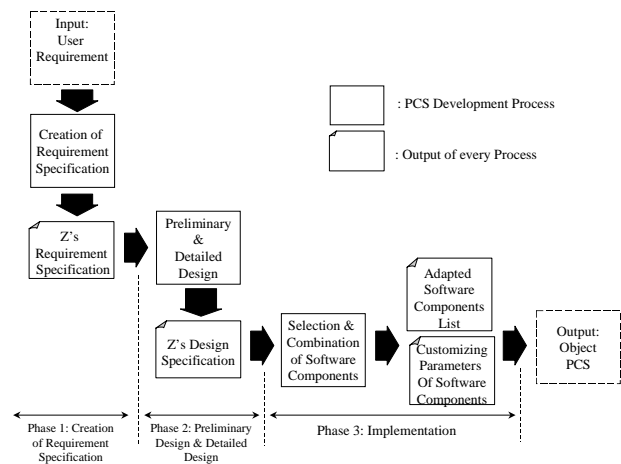 Input:
User
Requirement
Creation of
Requirement
Specification
: PCS Development Process
: Output of every Process
Z's
Requirement
Specification
Preliminary
&
Detailed
Design
Z's Design
Specification
Selection &
Combination
of Software
Components
Adapted
Software
Components
List
Customizing
Parameters
Of Software
Components
Output:
Object
PCS
Phase 1: Creation
of Requirement
Specification
Phase 2: Preliminary
Design & Detailed
Design
Phase 3: Implementation